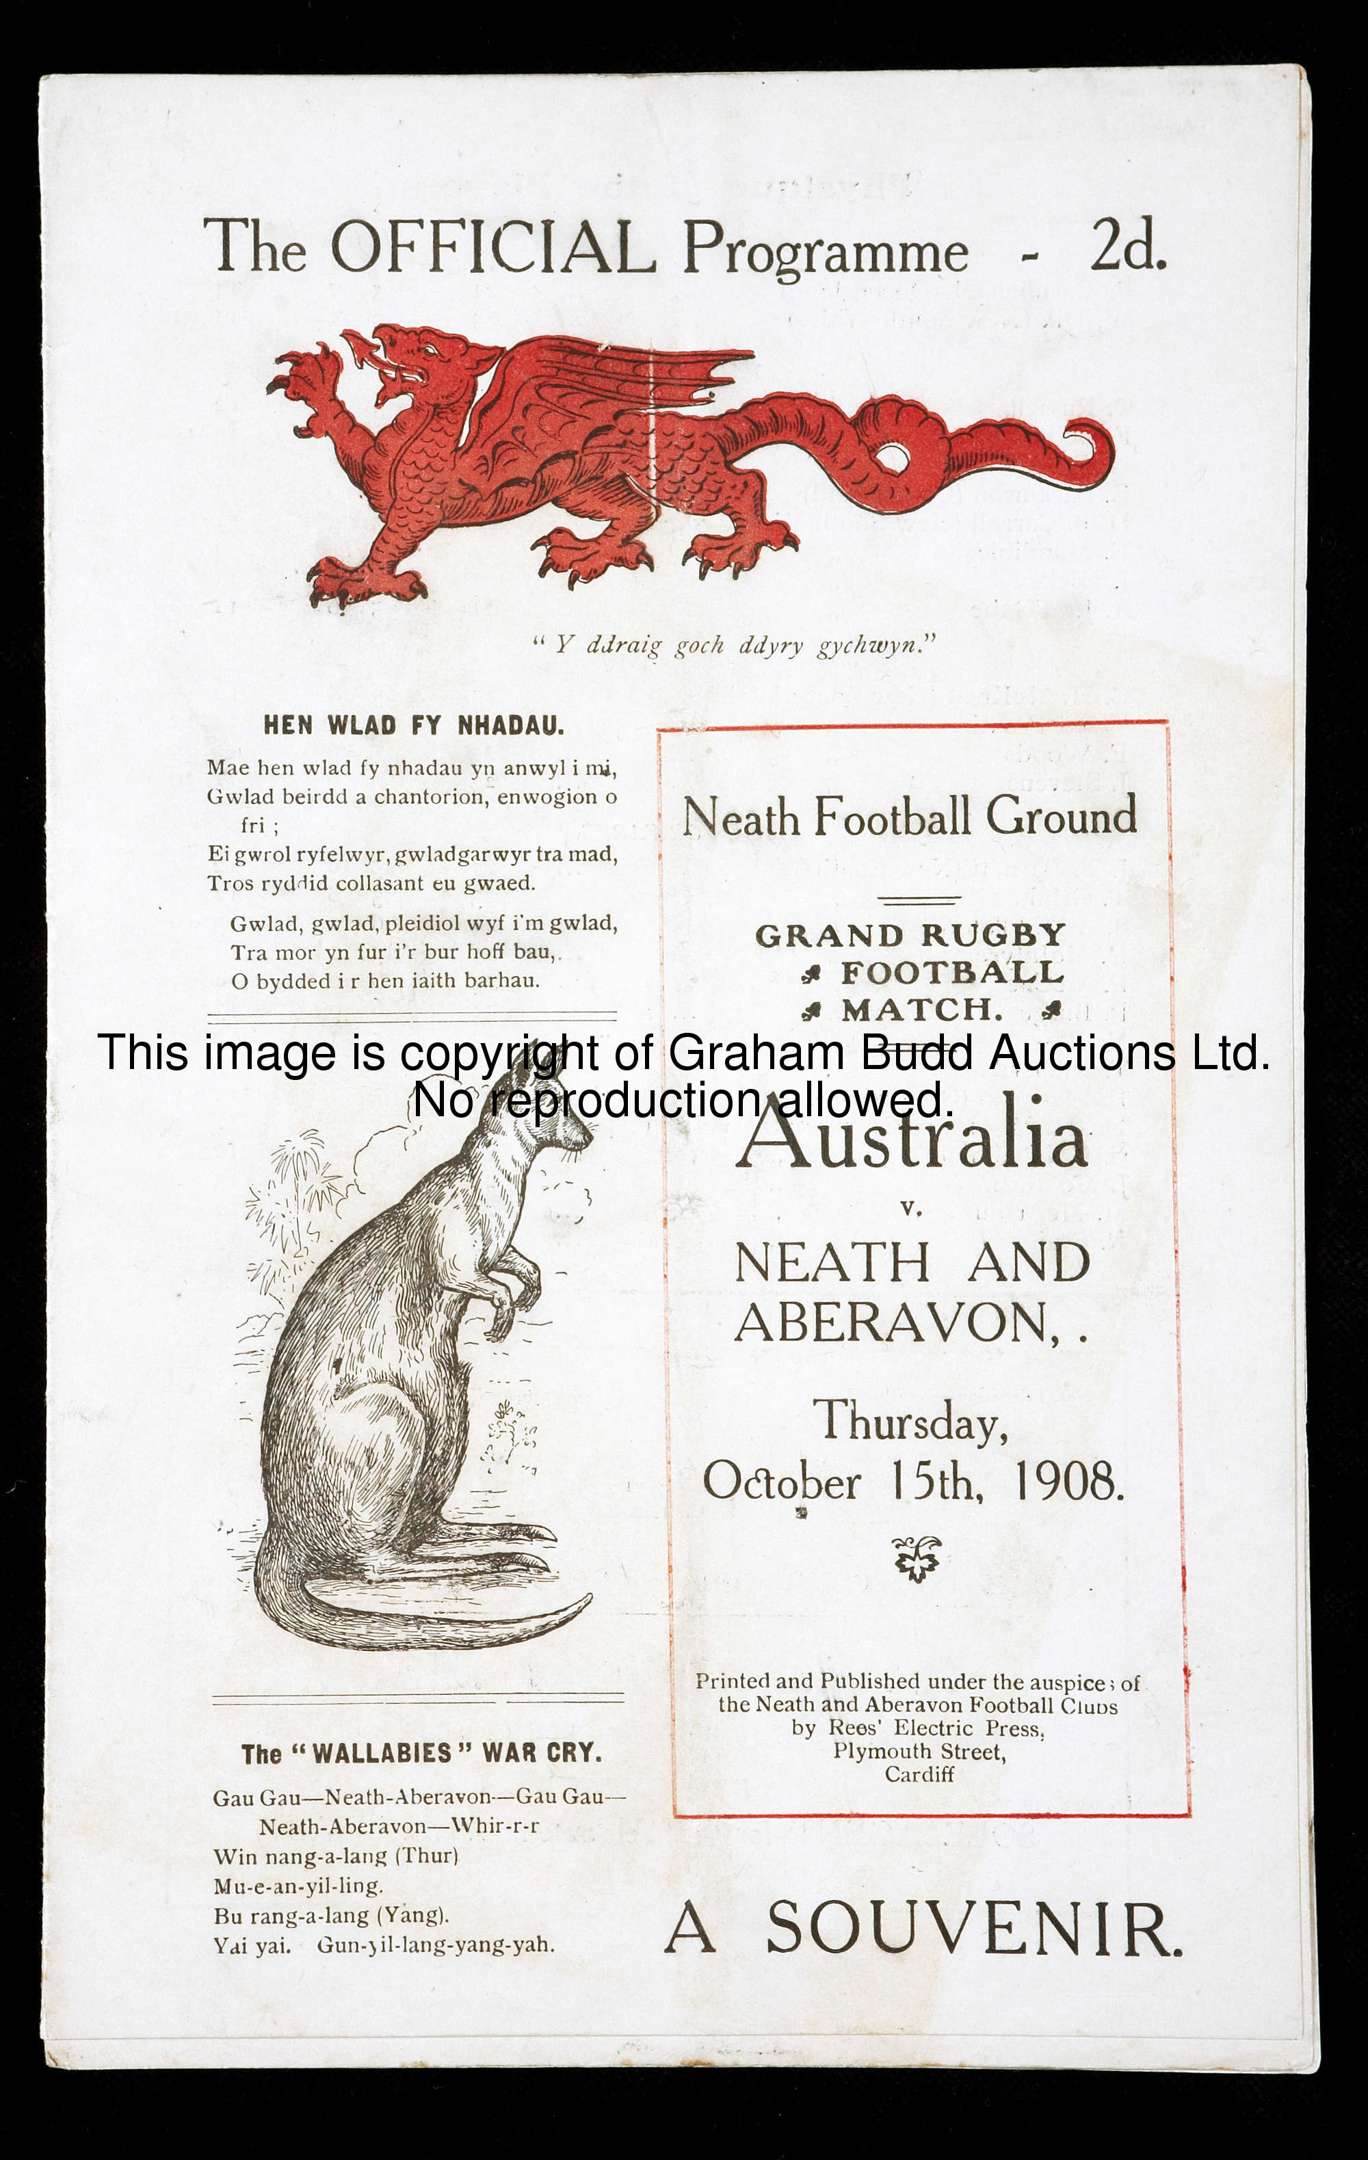 The OFFICIAL Programme - 2d.
“Y ddraig goch ddyry gychwyn.”
HEN WLAD FY NHADAU.
Mae hen wlad fy nhadau yn anwyl i mi,
Gwlad beirdd a chantorion, enwogion o
fri ;
Ei gwrol ryfelwyr, gwladgarwyr tra mad,
Tros ryddid collasant eu gwaed.
Gwlad, gwlad, pleidiol wyf i'm gwlad,
Tra mor yn fur i'r bur hoff bau,
O bydded i r hen iaith barhau.
Neath Football Ground
GRAND RUGBY
FOOTBALL
MATCH.
This image is copyright of Graham Budd Auctions Ltd.
No reproduction allowed.
Australia
v.
NEATH AND
ABERAVON, .
Thursday,
October 15th, 1908.
Printed and Published under the auspices of
the Neath and Aberavon Football Clubs
by Rees' Electric Press,
Plymouth Street,
Cardiff
The “WALLABIES” WAR CRY.
Gau Gau—Neath-Aberavon—Gau Gau—
Neath-Aberavon—Whir-r-r
Win nang-a-lang (Thur)
Mu-e-an-yil-ling.
Bu rang-a-lang (Yang).
Yai yai. Gun-yil-lang-yang-yah.
A SOUVENIR.